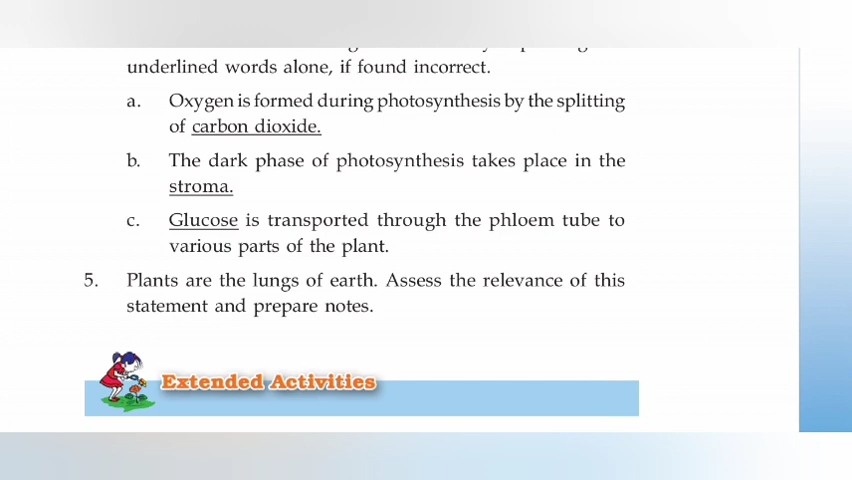 underlined words alone, if found incorrect.
a. Oxygen is formed during photosynthesis by the splitting
of carbon dioxide.
b. The dark phase of photosynthesis takes place in the
stroma.
c. Glucose is transported through the phloem tube to
various parts of the plant.
5. Plants are the lungs of earth. Assess the relevance of this
statement and prepare notes.
Extended Activities